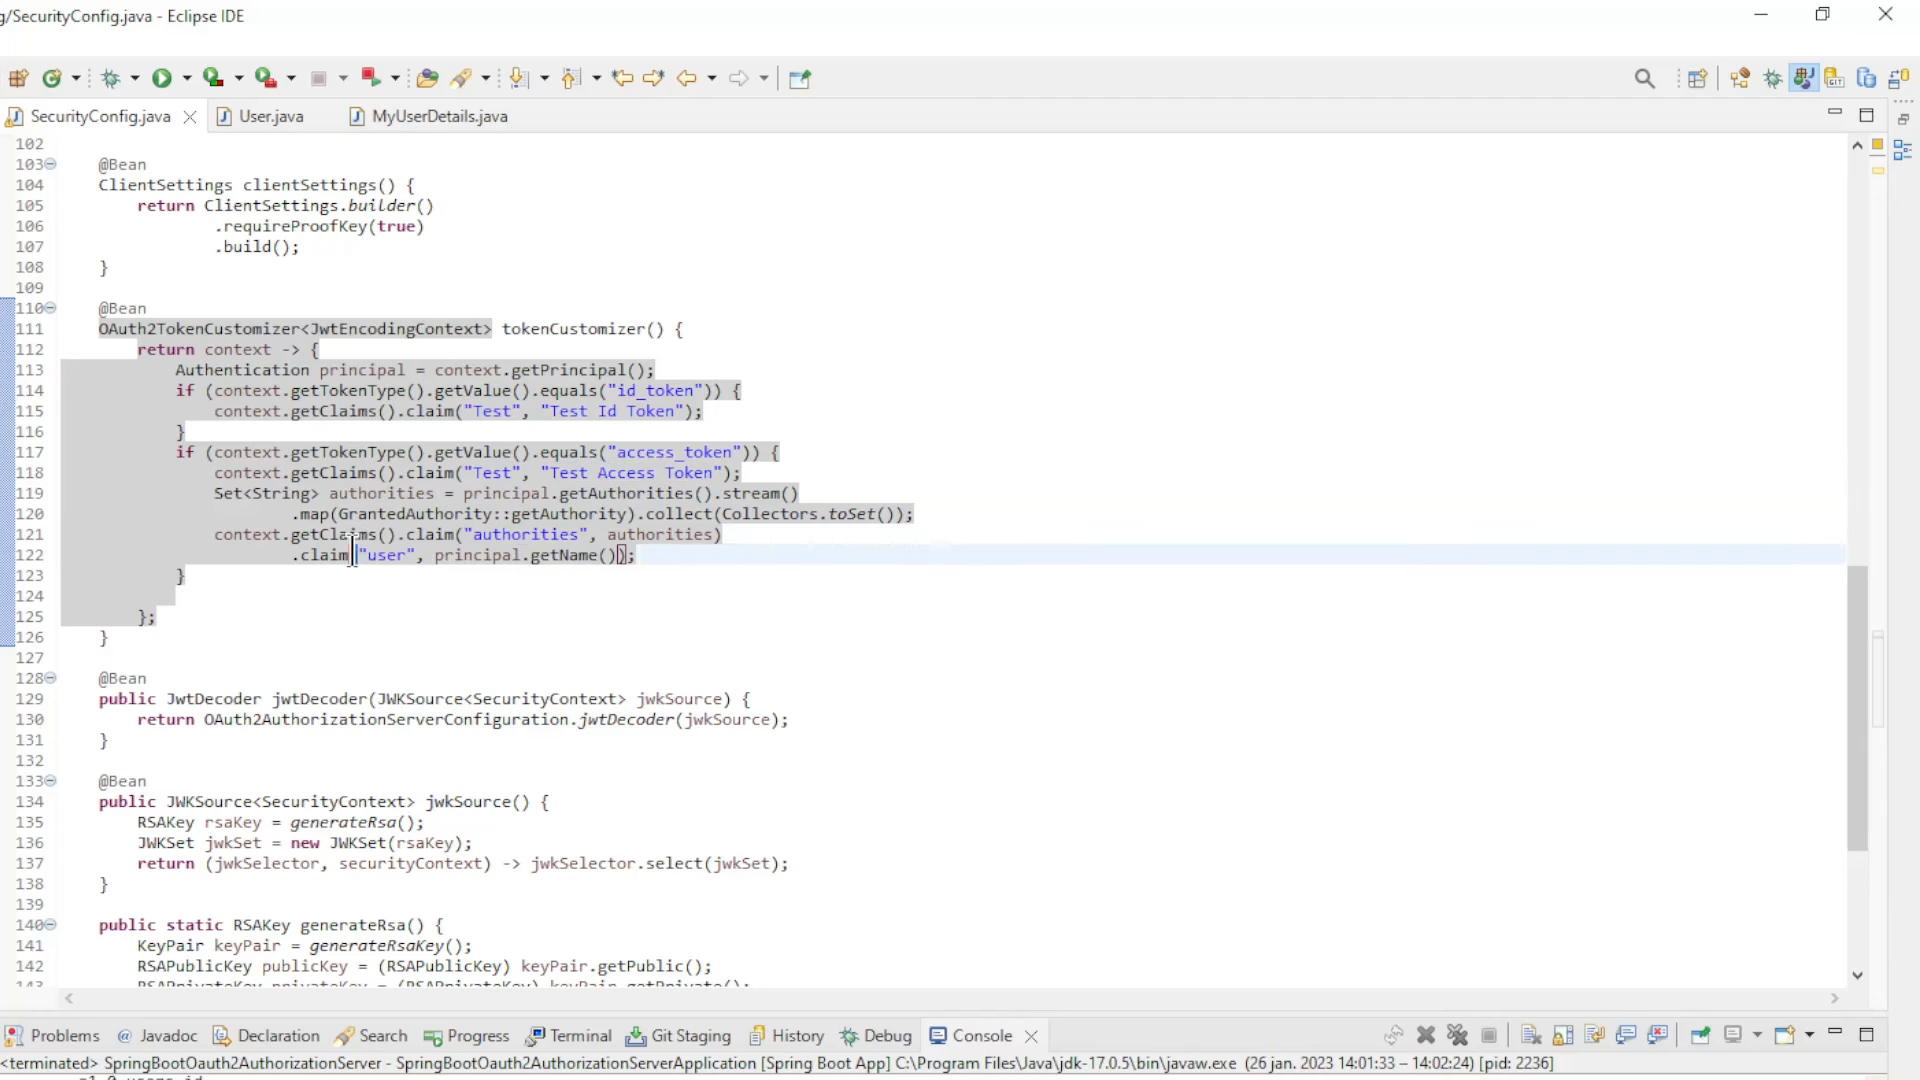 g/SecurityConfig.java - Eclipse IDE
SecurityConfig.java
User.java
MyUserDetails.java
102
103 @Bean
104 ClientSettings clientSettings() {
105 return ClientSettings.builder()
106 .requireProofKey(true)
107 .build();
108 }
109
110 @Bean
111 OAuth2TokenCustomizer<JwtEncodingContext> tokenCustomizer() {
112 return context -> {
113 Authentication principal = context.getPrincipal();
114 if (context.getTokenType().getValue().equals("id_token")) {
115 context.getClaims().claim("Test", "Test Id Token");
116 }
117 if (context.getTokenType().getValue().equals("access_token")) {
118 context.getClaims().claim("Test", "Test Access Token");
119 Set<String> authorities = principal.getAuthorities().stream()
120 .map(GrantedAuthority::getAuthority).collect(Collectors.toSet());
121 context.getClaims().claim("authorities", authorities)
122 .claim("user", principal.getName());
123 }
124
125 };
126 }
127
128 @Bean
129 public JwtDecoder jwtDecoder(JWKSource<SecurityContext> jwkSource) {
130 return OAuth2AuthorizationServerConfiguration.jwtDecoder(jwkSource);
131 }
132
133 @Bean
134 public JWKSource<SecurityContext> jwkSource() {
135 RSAKey rsaKey = generateRsa();
136 JWKSet jwkSet = new JWKSet(rsaKey);
137 return (jwkSelector, securityContext) -> jwkSelector.select(jwkSet);
138 }
139
140 public static RSAKey generateRsa() {
141 KeyPair keyPair = generateRsaKey();
142 RSAPublicKey publicKey = (RSAPublicKey) keyPair.getPublic();
143 RSAPrivateKey privateKey = (RSAPrivateKey) keyPair.getPrivate();
Problems @ Javadoc Declaration Search Progress Terminal Git Staging History Debug Console
<terminated> SpringBootOauth2AuthorizationServer - SpringBootOauth2AuthorizationServerApplication [Spring Boot App] C:\Program Files\Java\jdk-17.0.5\bin\javaw.exe (26 jan. 2023 14:01:33 – 14:02:24) [pid: 2236]